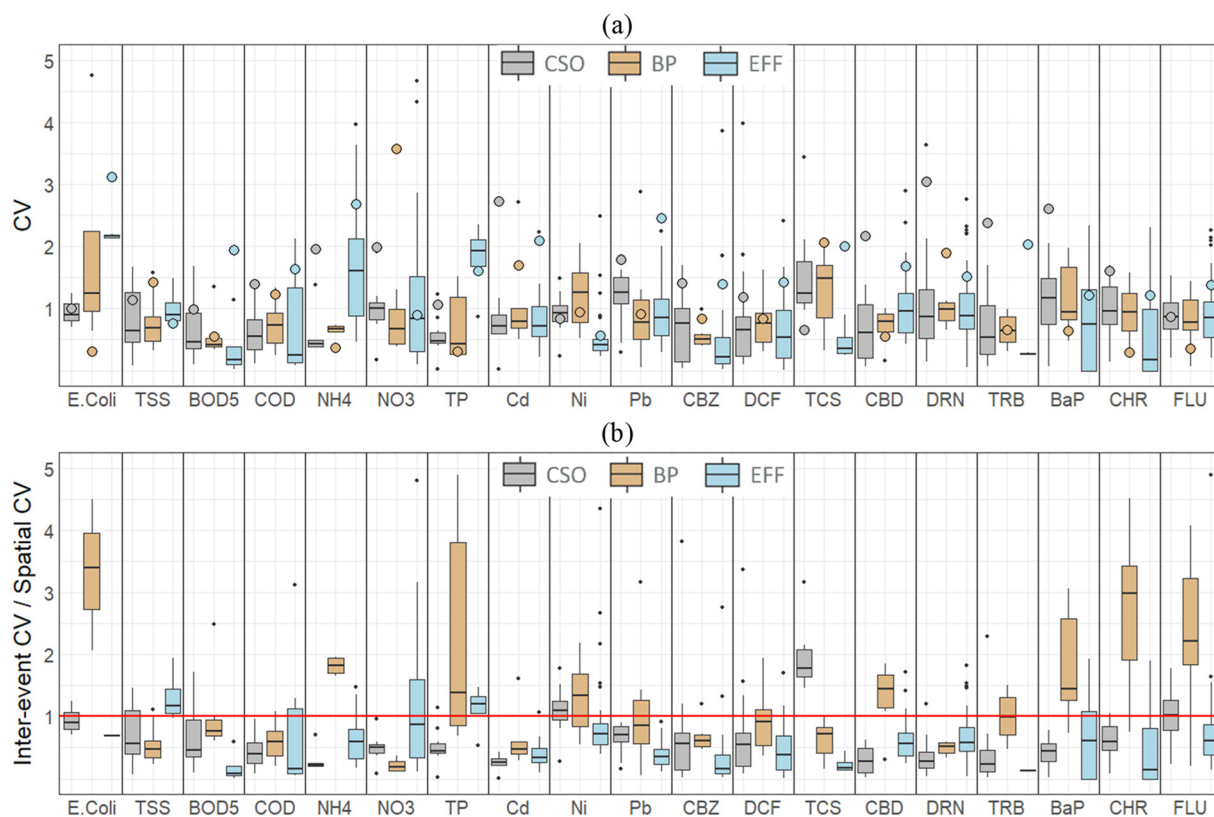 (a)
5
CSO BP EFF
4
3
2
1
CV
E.Coli TSS BOD5 COD NH4 NO3 TP Cd Ni Pb CBZ DCF TCS CBD DRN TRB BaP CHR FLU
(b)
5
CSO BP EFF
4
3
2
1
Inter-event CV / Spatial CV
E.Coli TSS BOD5 COD NH4 NO3 TP Cd Ni Pb CBZ DCF TCS CBD DRN TRB BaP CHR FLU